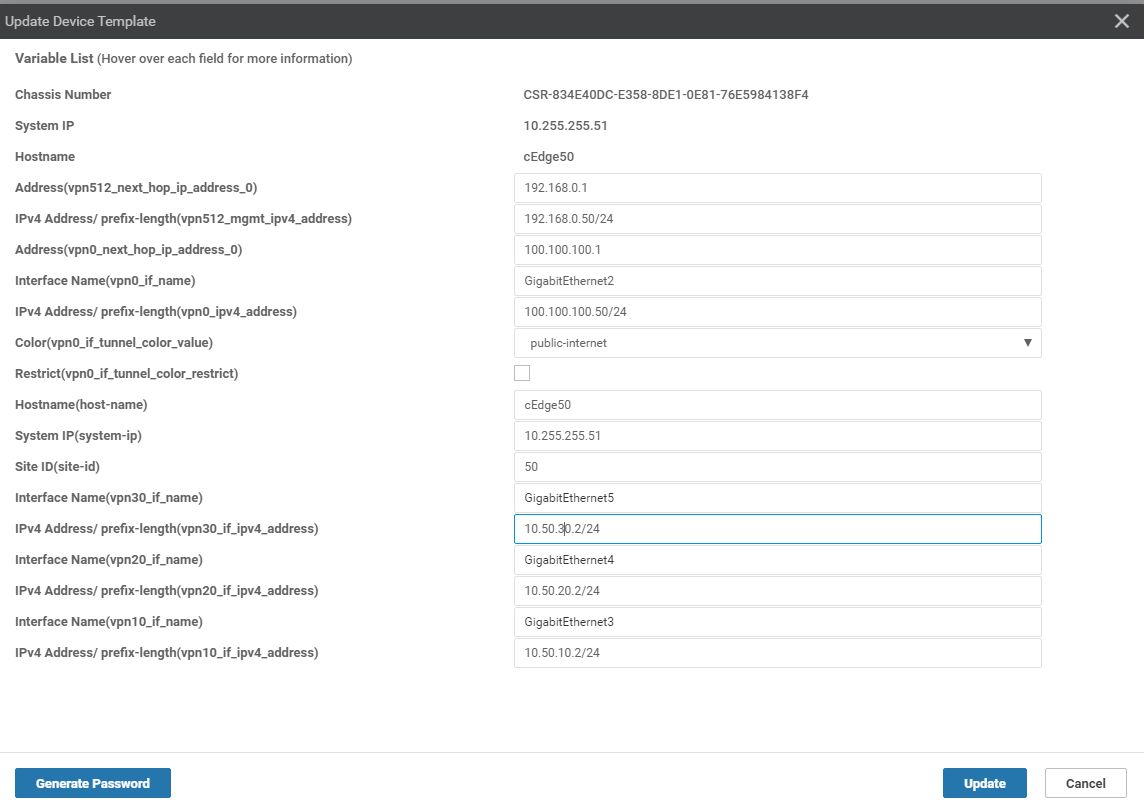 Update Device Template
Variable List (Hover over each field for more information)
Chassis Number CSR-834E40DC-E358-8DE1-0E81-76E5984138F4
System IP 10.255.255.51
Hostname cEdge50
Address(vpn512_next_hop_ip_address_0) 192.168.0.1
IPv4 Address/ prefix-length(vpn512_mgmt_ipv4_address) 192.168.0.50/24
Address(vpn0_next_hop_ip_address_0) 100.100.100.1
Interface Name(vpn0_if_name) GigabitEthernet2
IPv4 Address/ prefix-length(vpn0_ipv4_address) 100.100.100.50/24
Color(vpn0_if_tunnel_color_value) public-internet
Restrict(vpn0_if_tunnel_color_restrict)
Hostname(host-name) cEdge50
System IP(system-ip) 10.255.255.51
Site ID(site-id) 50
Interface Name(vpn30_if_name) GigabitEthernet5
IPv4 Address/ prefix-length(vpn30_if_ipv4_address) 10.50.30.2/24
Interface Name(vpn20_if_name) GigabitEthernet4
IPv4 Address/ prefix-length(vpn20_if_ipv4_address) 10.50.20.2/24
Interface Name(vpn10_if_name) GigabitEthernet3
IPv4 Address/ prefix-length(vpn10_if_ipv4_address) 10.50.10.2/24
Generate Password Update Cancel